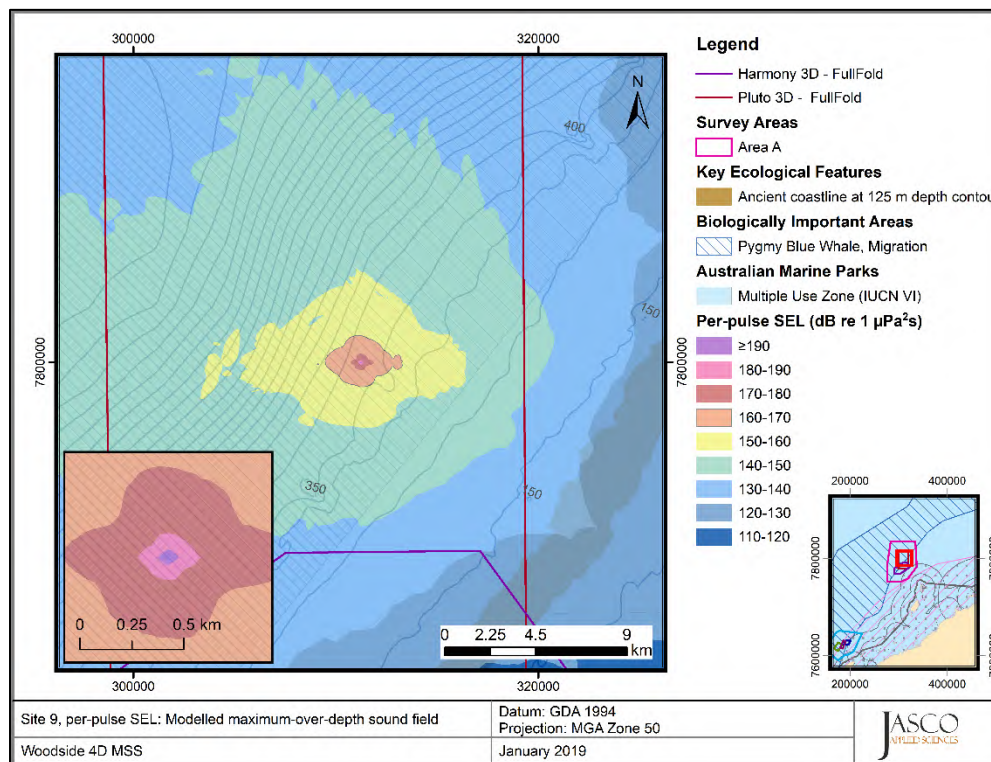 300000 320000
Legend
Harmony 3D - FullFold
Pluto 3D - FullFold
Survey Areas
Area A
Key Ecological Features
Ancient coastline at 125 m depth contou
Biologically Important Areas
Pygmy Blue Whale, Migration
Australian Marine Parks
Multiple Use Zone (IUCN VI)
Per-pulse SEL (dB re 1 µPa²s)
≥190
180-190
170-180
160-170
150-160
140-150
130-140
120-130
110-120
N
400
150
7800000 7800000
350
150
0 0.25 0.5 km
0 2.25 4.5 9
km
300000 320000
200000 400000
7800000
7600000
200000 400000
Site 9, per-pulse SEL: Modelled maximum-over-depth sound field
Datum: GDA 1994
Projection: MGA Zone 50
Woodside 4D MSS
January 2019
JASCO
APPLIED SCIENCES